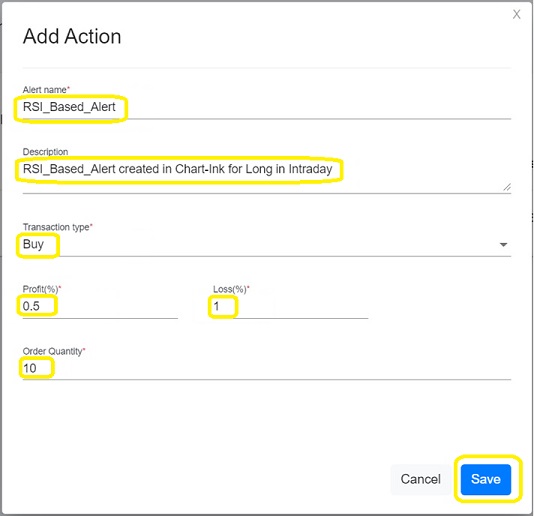 X
Add Action
Alert name*
RSI_Based_Alert
Description
RSI_Based_Alert created in Chart-Ink for Long in Intraday
Transaction type*
Buy
Profit(%)* Loss(%)*
0.5 1
Order Quantity*
10
Cancel Save